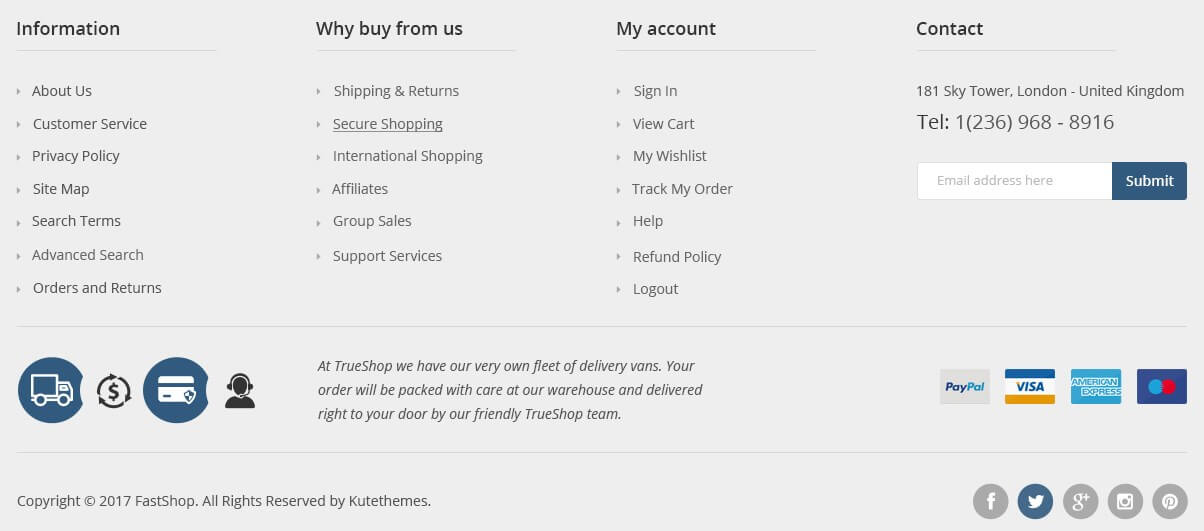 Information
About Us
Customer Service
Privacy Policy
Site Map
Search Terms
Advanced Search
Orders and Returns
Why buy from us
Shipping & Returns
Secure Shopping
International Shopping
Affiliates
Group Sales
Support Services
My account
Sign In
View Cart
My Wishlist
Track My Order
Help
Refund Policy
Logout
Contact
181 Sky Tower, London - United Kingdom
Tel: 1(236) 968 - 8916
Email address here
Submit
$
At TrueShop we have our very own fleet of delivery vans. Your
order will be packed with care at our warehouse and delivered
right to your door by our friendly TrueShop team.
PayPal
VISA
AMERICAN
EXPRESS
Copyright © 2017 FastShop. All Rights Reserved by Kutethemes.
f
g+